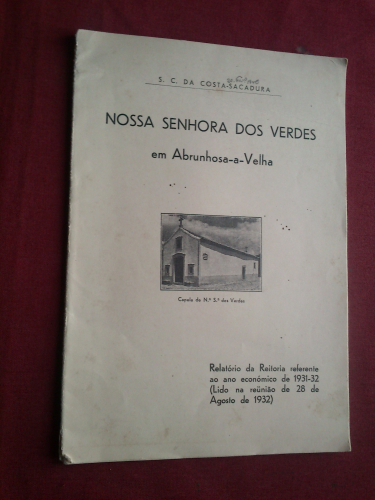 S. C. DA COSTA-SACADURA
NOSSA SENHORA DOS VERDES
em Abrunhosa-a-Velha
Capela de N.ª S.ª dos Verdes
Relatório da Reitoria referente
ao ano económico de 1931-32
(Lido na reünião de 28 de
Agosto de 1932)